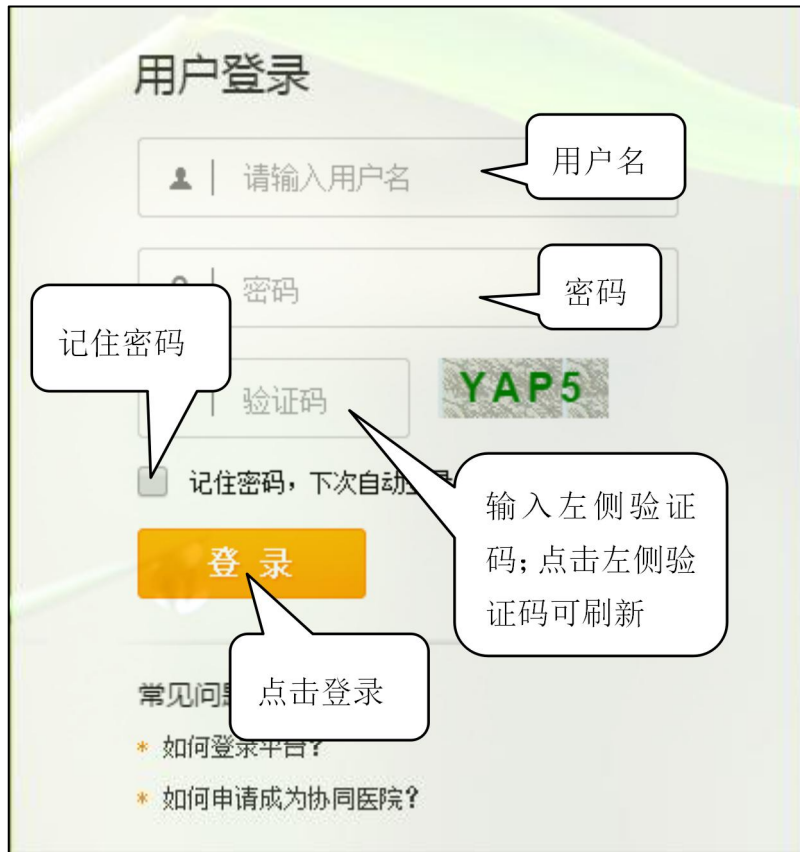 用户登录
请输入用户名
用户名
密码
密码
记住密码
验证码
YAP5
记住密码，下次自动
输入左侧验证
码；点击左侧验
证码可刷新
登 录
点击登录
常见问
* 如何登录平台？
* 如何申请成为协同医院？